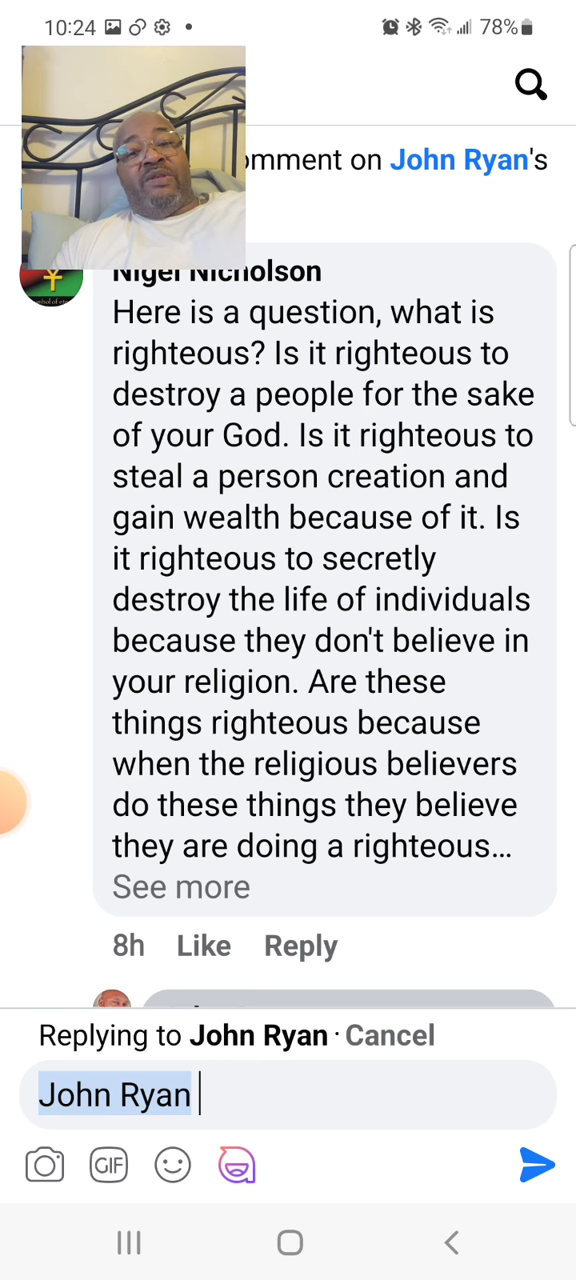 10:24 78%
omment on John Ryan's
Nigel Nicholson
Here is a question, what is
righteous? Is it righteous to
destroy a people for the sake
of your God. Is it righteous to
steal a person creation and
gain wealth because of it. Is
it righteous to secretly
destroy the life of individuals
because they don't believe in
your religion. Are these
things righteous because
when the religious believers
do these things they believe
they are doing a righteous...
See more
8h Like Reply
Replying to John Ryan · Cancel
John Ryan
GIF